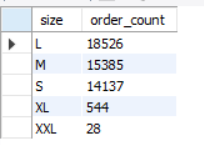 size order_count
L 18526
M 15385
S 14137
XL 544
XXL 28